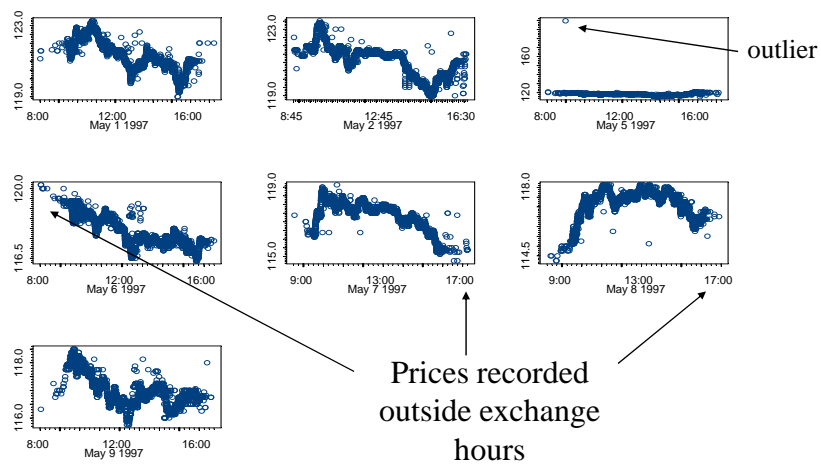 123.0
119.0
8:00 12:00 16:00
May 1 1997
123.0
119.0
8:45 12:45 16:30
May 2 1997
160.0
120
8:00 12:00 16:00
May 5 1997
outlier
120.0
116.5
8:00 12:00 16:00
May 6 1997
119.0
115.0
9:00 13:00 17:00
May 7 1997
118.0
114.5
9:00 13:00 17:00
May 8 1997
118.0
116.0
8:00 12:00 16:00
May 9 1997
Prices recorded
outside exchange
hours